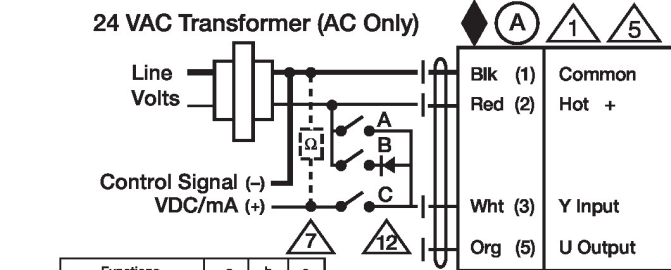 24 VAC Transformer (AC Only)
A 1 5
Line
Volts
Blk (1) Common
Red (2) Hot +
A
B
Ω
Control Signal (–)
VDC/mA (+)
C
Wht (3) Y Input
7 12
Org (5) U Output
Functions a b c